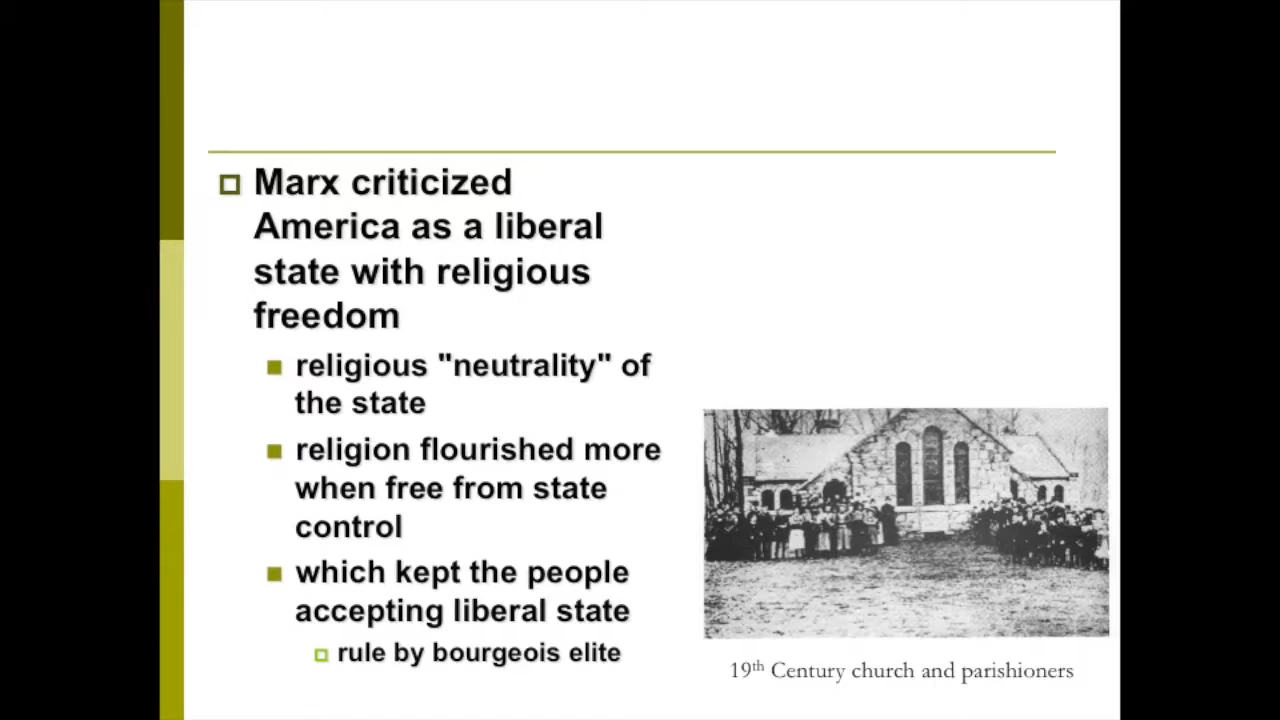 Marx criticized
America as a liberal
state with religious
freedom
religious "neutrality" of
the state
religion flourished more
when free from state
control
which kept the people
accepting liberal state
rule by bourgeois elite
19th Century church and parishioners